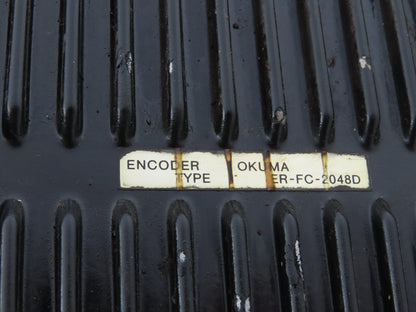 ENCODER OKUMA
TYPE ER-FC-2048D